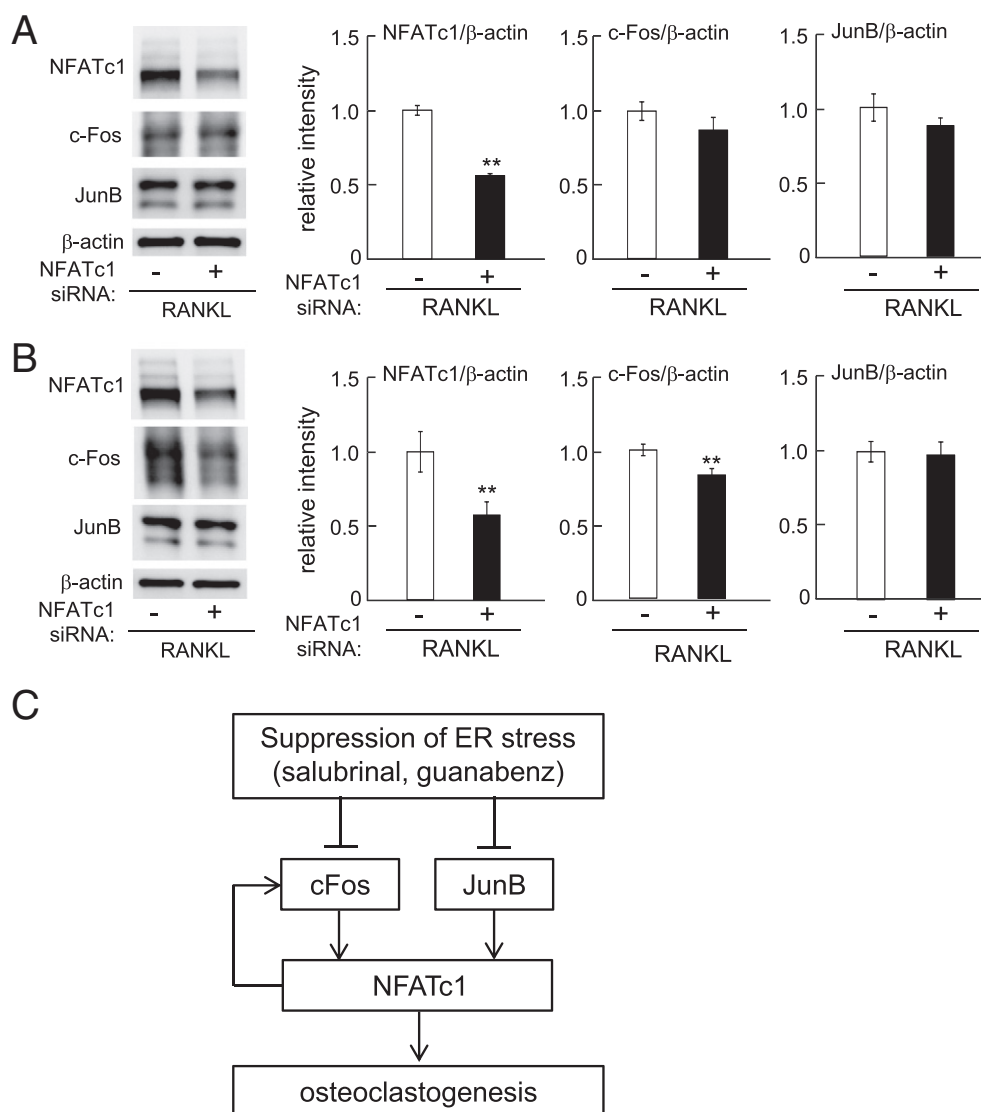 A
NFATc1
c-Fos
JunB
β-actin
NFATc1 - +
siRNA:
RANKL
NFATc1/β-actin
1.5
1.0
0.5
0
relative intensity
**
NFATc1 - +
siRNA:
RANKL
c-Fos/β-actin
1.5
1.0
0.5
0
- +
RANKL
JunB/β-actin
1.5
1.0
0.5
0
- +
RANKL
B
NFATc1
c-Fos
JunB
β-actin
NFATc1 - +
siRNA:
RANKL
NFATc1/β-actin
1.5
1.0
0.5
0
relative intensity
**
NFATc1 - +
siRNA:
RANKL
c-Fos/β-actin
1.5
1.0
0.5
0
**
- +
RANKL
JunB/β-actin
1.5
1.0
0.5
0
- +
RANKL
C
Suppression of ER stress
(salubrinal, guanabenz)
cFos
JunB
NFATc1
osteoclastogenesis